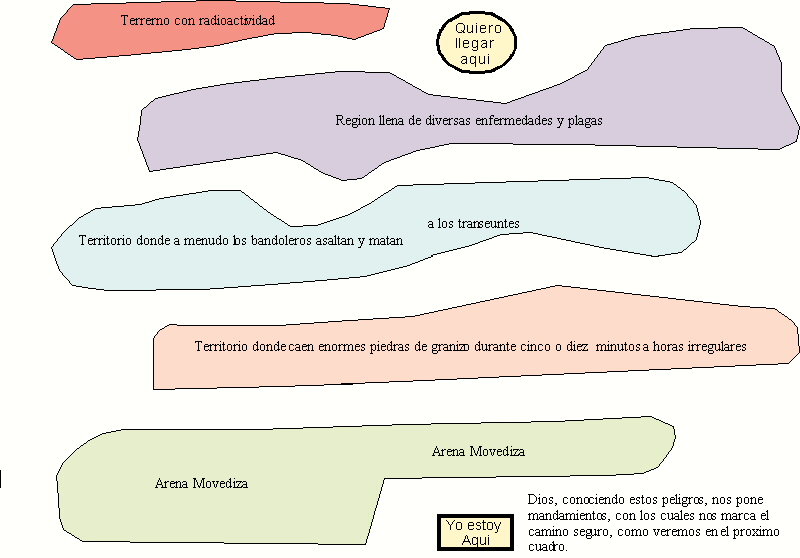 Terrerno con radioactividad
Quiero
llegar
aqui
Region llena de diversas enfermedades y plagas
a los transeuntes
Territorio donde a menudo los bandoleros asaltan y matan
Territorio donde caen enormes piedras de granizo durante cinco o diez minutos a horas irregulares
Arena Movediza
Arena Movediza
Yo estoy
Aqui
Dios, conociendo estos peligros, nos pone
mandamientos, con los cuales nos marca el
camino seguro, como veremos en el proximo
cuadro.